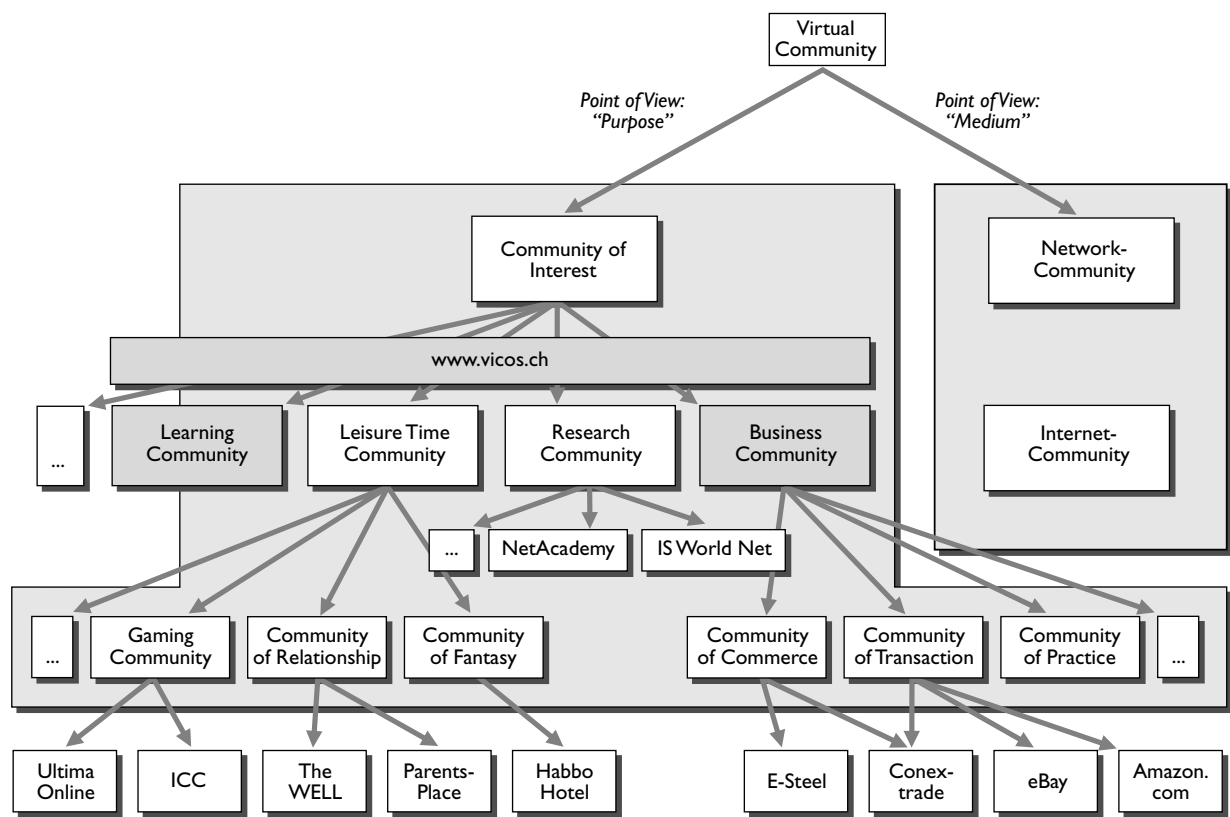 Virtual
Community
Point of View:
"Purpose"
Point of View:
"Medium"
Community of
Interest
Network-
Community
www.vicos.ch
...
Learning
Community
Leisure Time
Community
Research
Community
Business
Community
Internet-
Community
...
NetAcademy
IS World Net
...
Gaming
Community
Community
of Relationship
Community
of Fantasy
Community
of Commerce
Community
of Transaction
Community
of Practice
...
Ultima
Online
ICC
The
WELL
Parents-
Place
Habbo
Hotel
E-Steel
Conex-
trade
eBay
Amazon.
com